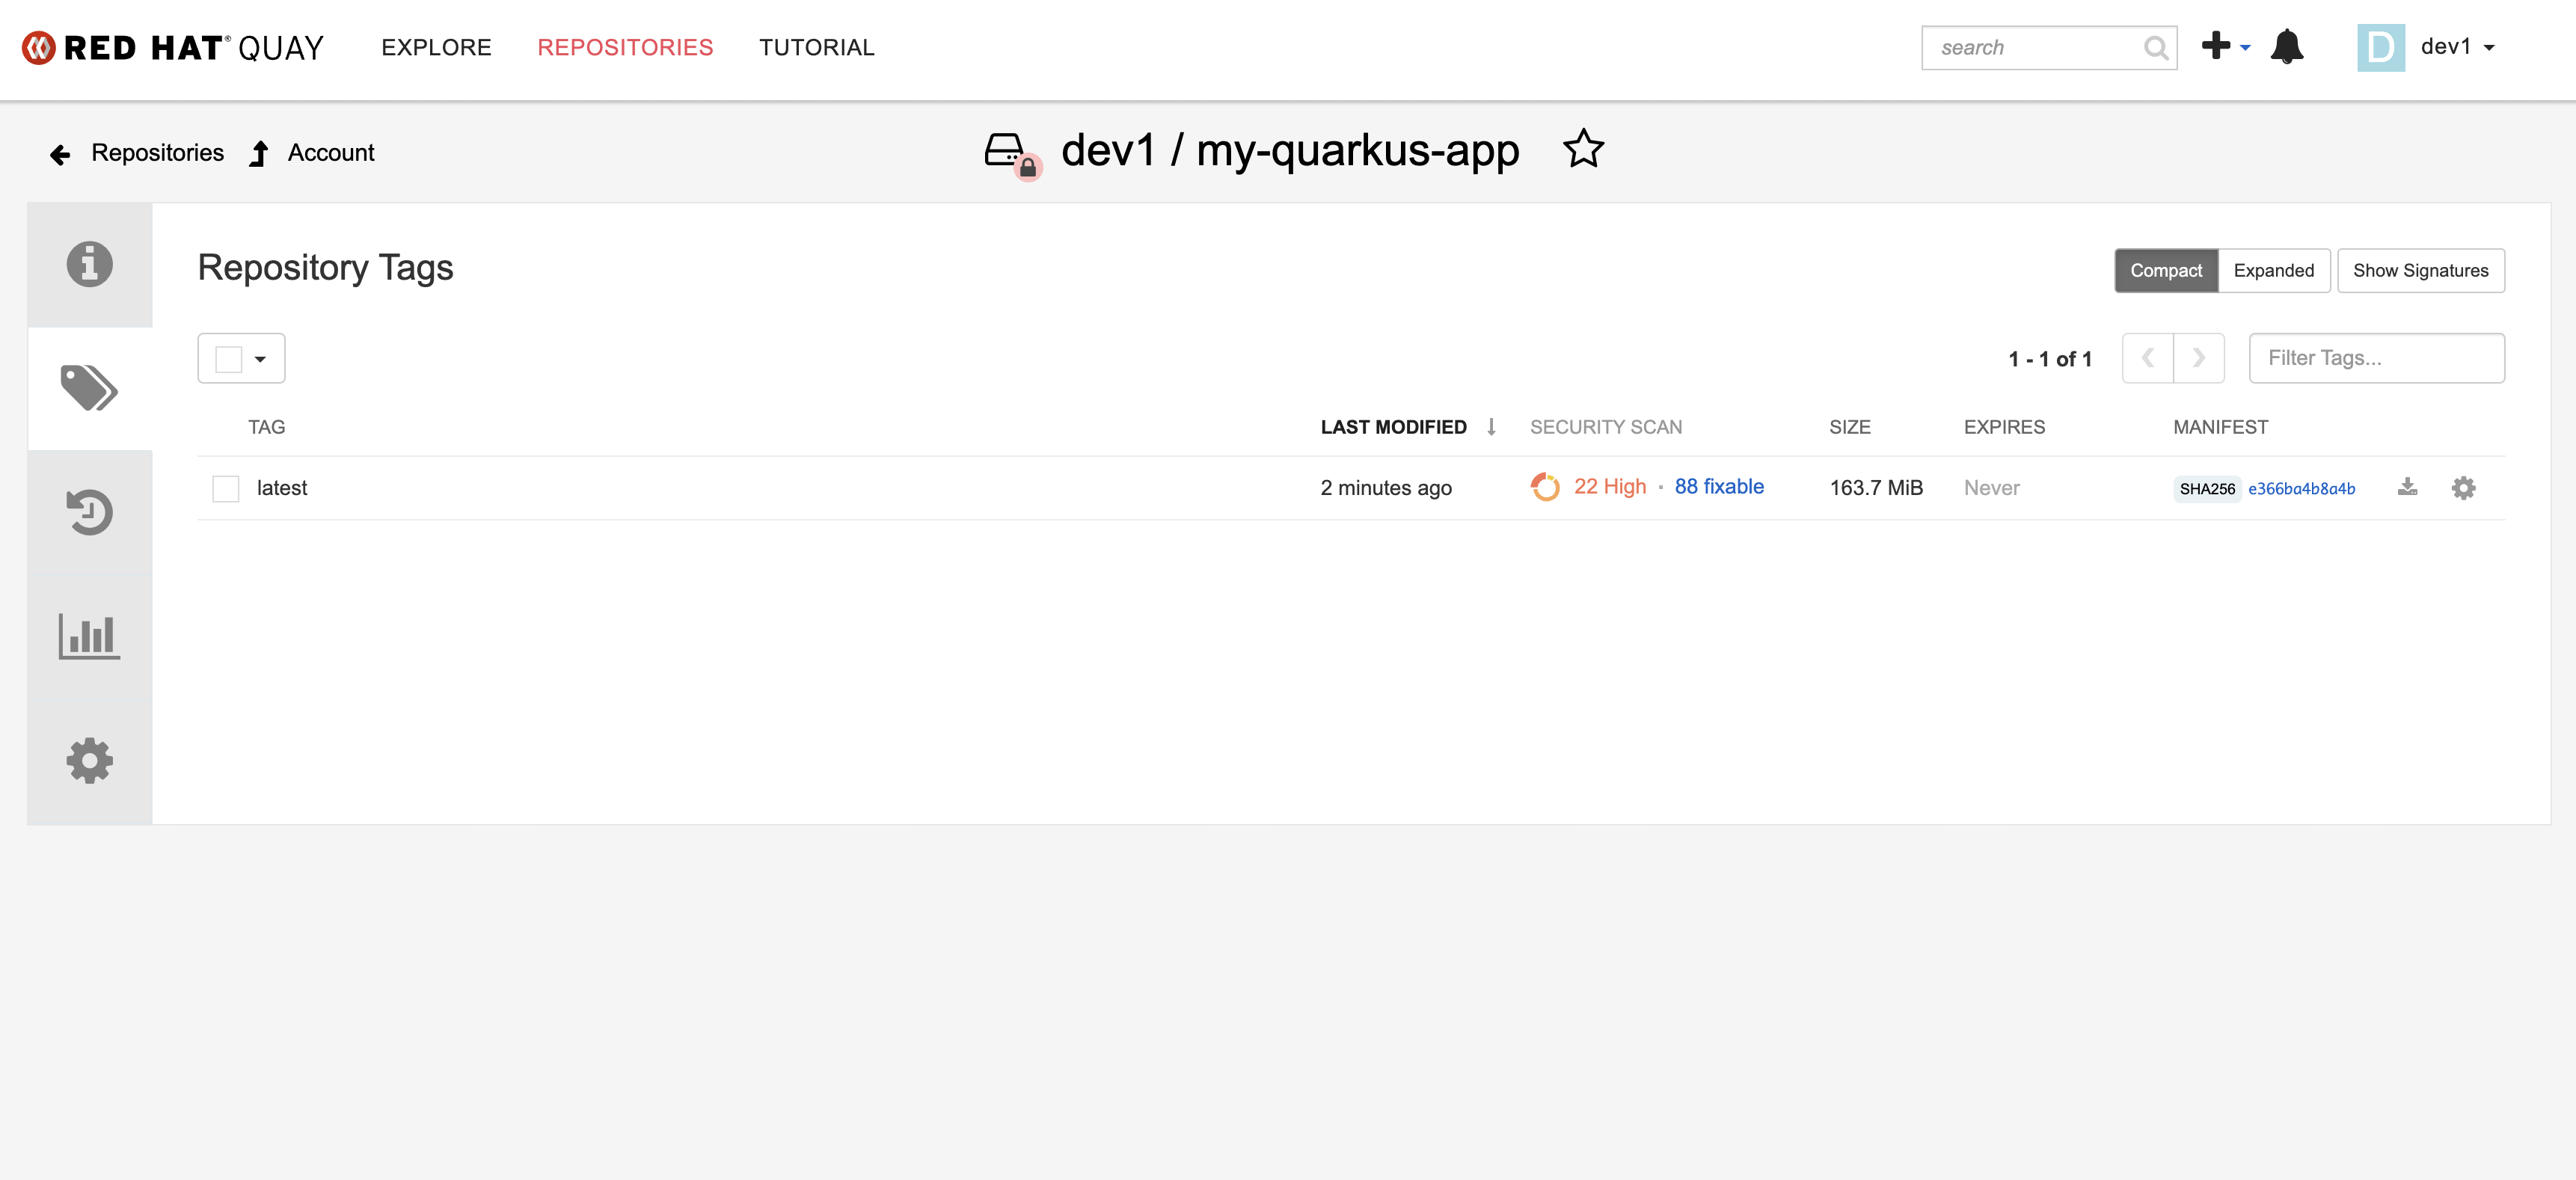 RED HAT® QUAY EXPLORE REPOSITORIES TUTORIAL search D dev1
Repositories Account dev1 / my-quarkus-app
Repository Tags Compact Expanded Show Signatures
1 - 1 of 1 Filter Tags...
TAG LAST MODIFIED SECURITY SCAN SIZE EXPIRES MANIFEST
latest 2 minutes ago 22 High · 88 fixable 163.7 MiB Never SHA256 e366ba4b8a4b